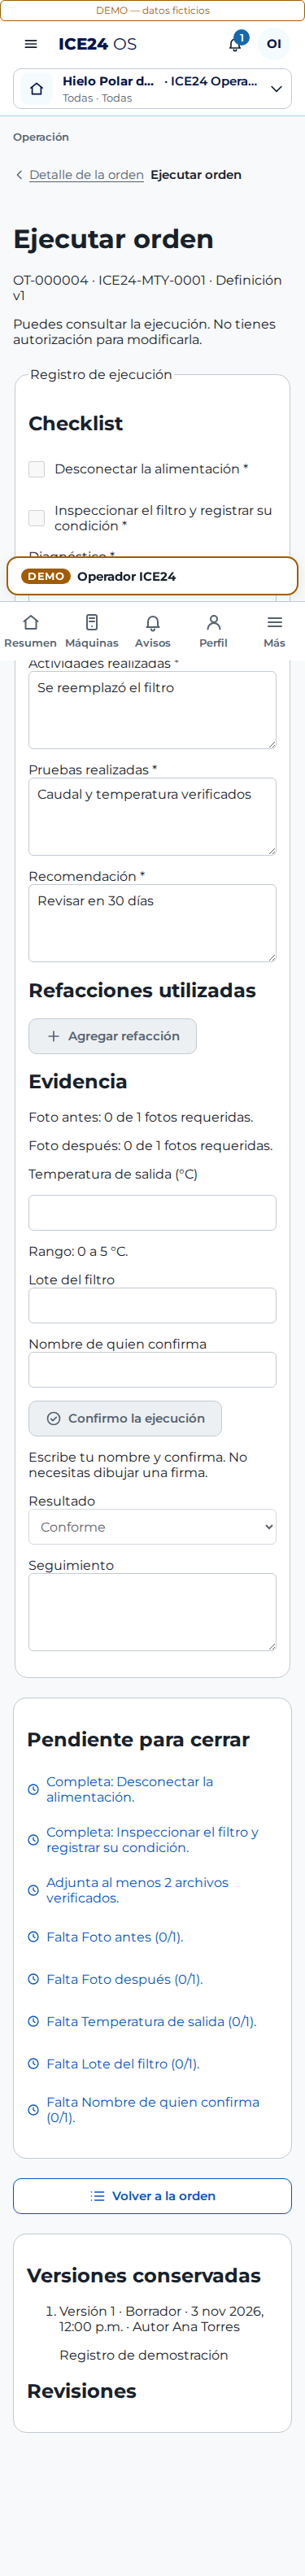 DEMO — datos ficticios
ICE24 OS
1
OI
Hielo Polar d... · ICE24 Opera...
Todas - Todas
Operación
Detalle de la orden Ejecutar orden
Ejecutar orden
OT-000004 · ICE24-MTY-0001 · Definición
v1
Puedes consultar la ejecución. No tienes
autorización para modificarla.
Registro de ejecución
Checklist
Desconectar la alimentación *
Inspeccionar el filtro y registrar su
condición *
Diagnóstico *
DEMO Operador ICE24
Resumen Máquinas Avisos Perfil Más
Actividades realizadas *
Se reemplazó el filtro
Pruebas realizadas *
Caudal y temperatura verificados
Recomendación *
Revisar en 30 días
Refacciones utilizadas
Agregar refacción
Evidencia
Foto antes: 0 de 1 fotos requeridas.
Foto después: 0 de 1 fotos requeridas.
Temperatura de salida (°C)
Rango: 0 a 5 °C.
Lote del filtro
Nombre de quien confirma
Confirmo la ejecución
Escribe tu nombre y confirma. No
necesitas dibujar una firma.
Resultado
Conforme
Seguimiento
Pendiente para cerrar
Completa: Desconectar la
alimentación.
Completa: Inspeccionar el filtro y
registrar su condición.
Adjunta al menos 2 archivos
verificados.
Falta Foto antes (0/1).
Falta Foto después (0/1).
Falta Temperatura de salida (0/1).
Falta Lote del filtro (0/1).
Falta Nombre de quien confirma
(0/1).
Volver a la orden
Versiones conservadas
1. Versión 1 · Borrador · 3 nov 2026,
12:00 p.m. · Autor Ana Torres
Registro de demostración
Revisiones